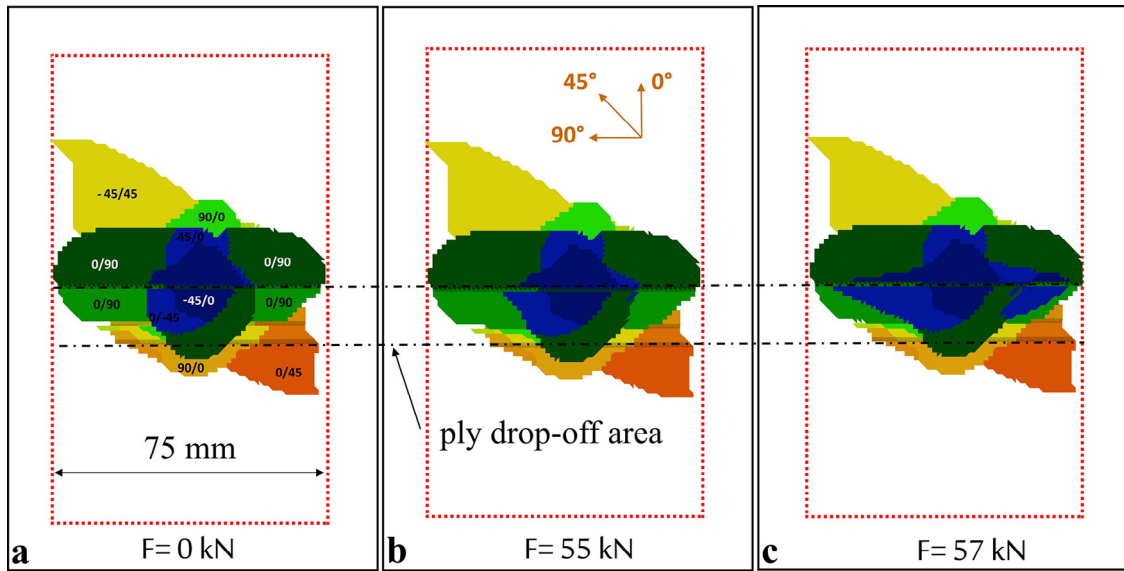 45°
0°
90°
- 45/45
90/0
45/0
0/90
0/90
-45/0
0/90
0/90
0/-45
90/0
0/45
ply drop-off area
75 mm
a
F= 0 kN
b
F= 55 kN
c
F= 57 kN